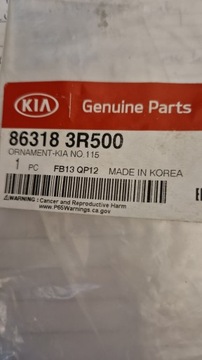 KIA Genuine Parts
86318 3R500
ORNAMENT-KIA NO.115
1 PC FB13 QP12 MADE IN KOREA
WARNING: Cancer and Reproductive Harm
www.P65Warnings.ca.gov